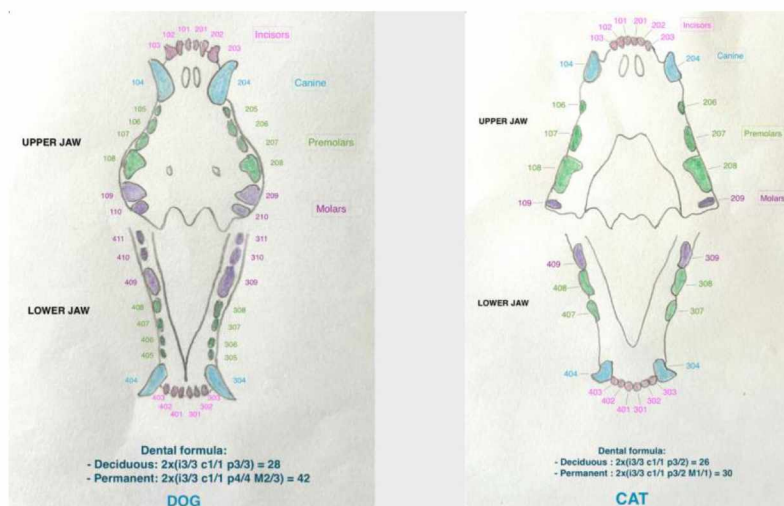 101 201
102 202
103 203
Incisors
104 204
Canine
105 205
106 206
107 207
Premolars
UPPER JAW
108 208
109 209
Molars
110 210
411 311
410 310
409 309
LOWER JAW
408 308
407 307
406 306
405 305
404 304
403 303
402 302
401 301
Dental formula:
- Deciduous: 2x(i3/3 c1/1 p3/3) = 28
- Permanent: 2x(i3/3 c1/1 p4/4 M2/3) = 42
DOG
101 201
102 202
103 203
Incisors
104 204
Canine
106 206
UPPER JAW
107 207
Premolars
108 208
109 209
Molars
409 309
408 308
LOWER JAW
407 307
404 304
403 303
402 302
401 301
Dental formula:
- Deciduous : 2x(i3/3 c1/1 p3/2) = 26
- Permanent : 2x(i3/3 c1/1 p3/2 M1/1) = 30
CAT